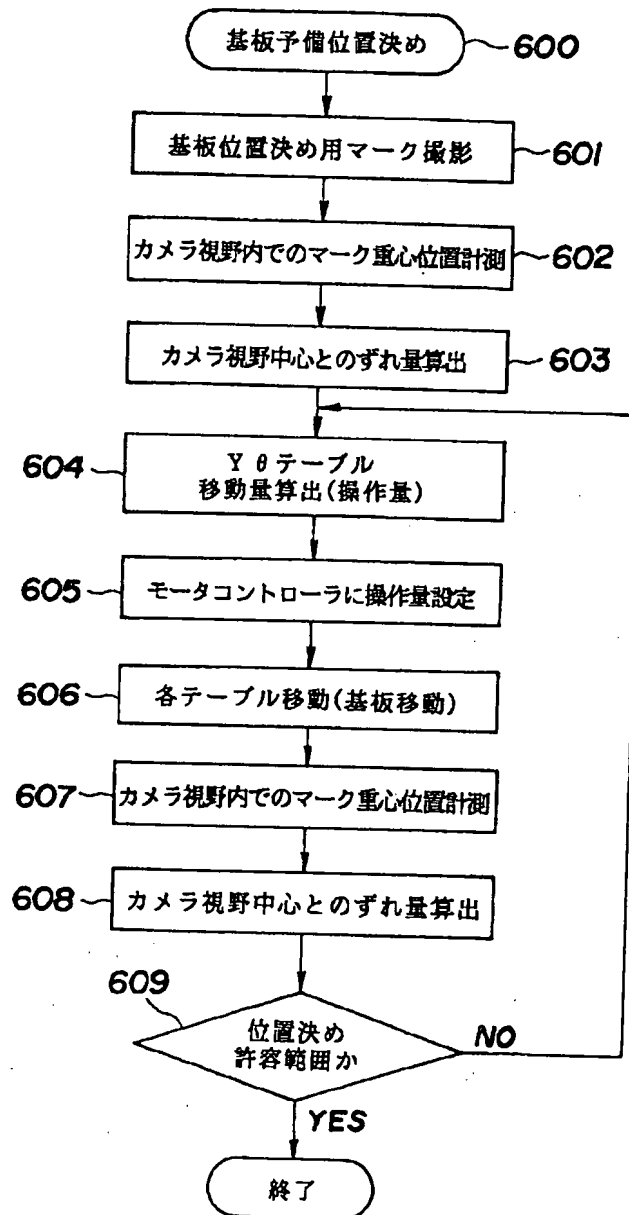 基板予備位置決め 600
基板位置決め用マーク撮影 601
カメラ視野内でのマーク重心位置計測 602
カメラ視野中心とのずれ量算出 603
604 Yθテーブル
移動量算出(操作量)
605 モータコントローラに操作量設定
606 各テーブル移動(基板移動)
607 カメラ視野内でのマーク重心位置計測
608 カメラ視野中心とのずれ量算出
609
位置決め
許容範囲か
NO
YES
終了